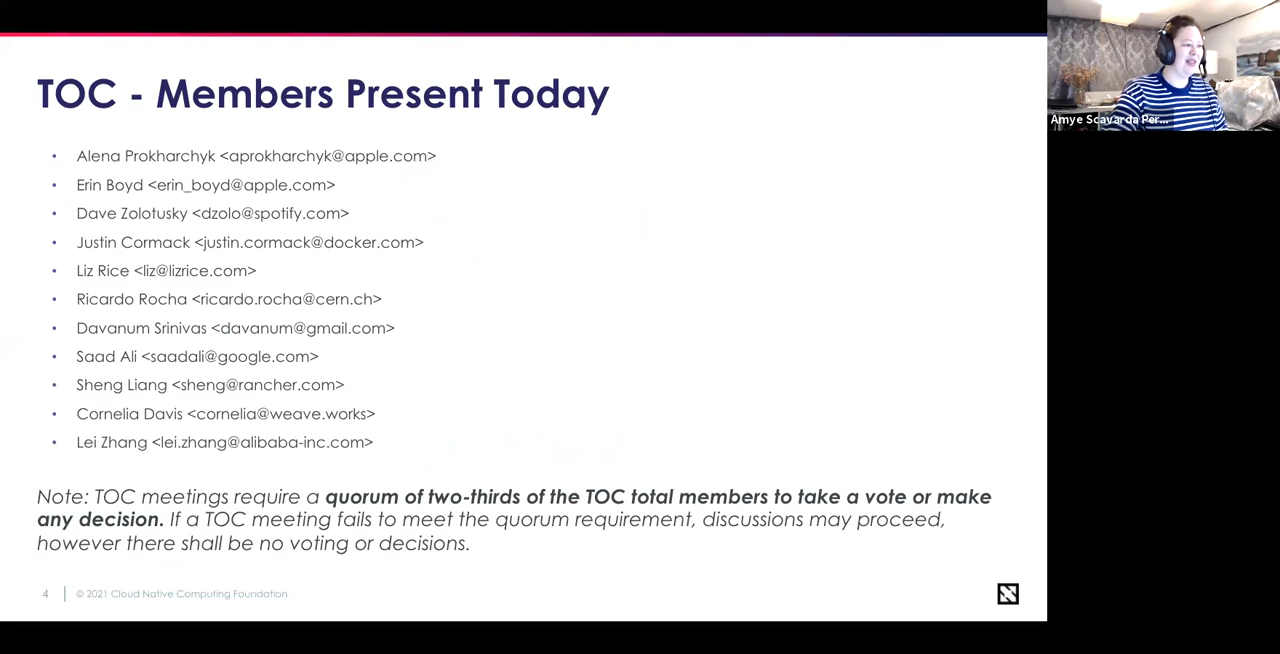 TOC - Members Present Today
Amye Scavarda Per...
• Alena Prokharchyk <aprokharchyk@apple.com>
• Erin Boyd <erin_boyd@apple.com>
• Dave Zolotusky <dzolo@spotify.com>
• Justin Cormack <justin.cormack@docker.com>
• Liz Rice <liz@lizrice.com>
• Ricardo Rocha <ricardo.rocha@cern.ch>
• Davanum Srinivas <davanum@gmail.com>
• Saad Ali <saadali@google.com>
• Sheng Liang <sheng@rancher.com>
• Cornelia Davis <cornelia@weave.works>
• Lei Zhang <lei.zhang@alibaba-inc.com>
Note: TOC meetings require a quorum of two-thirds of the TOC total members to take a vote or make
any decision. If a TOC meeting fails to meet the quorum requirement, discussions may proceed,
however there shall be no voting or decisions.
4 | © 2021 Cloud Native Computing Foundation